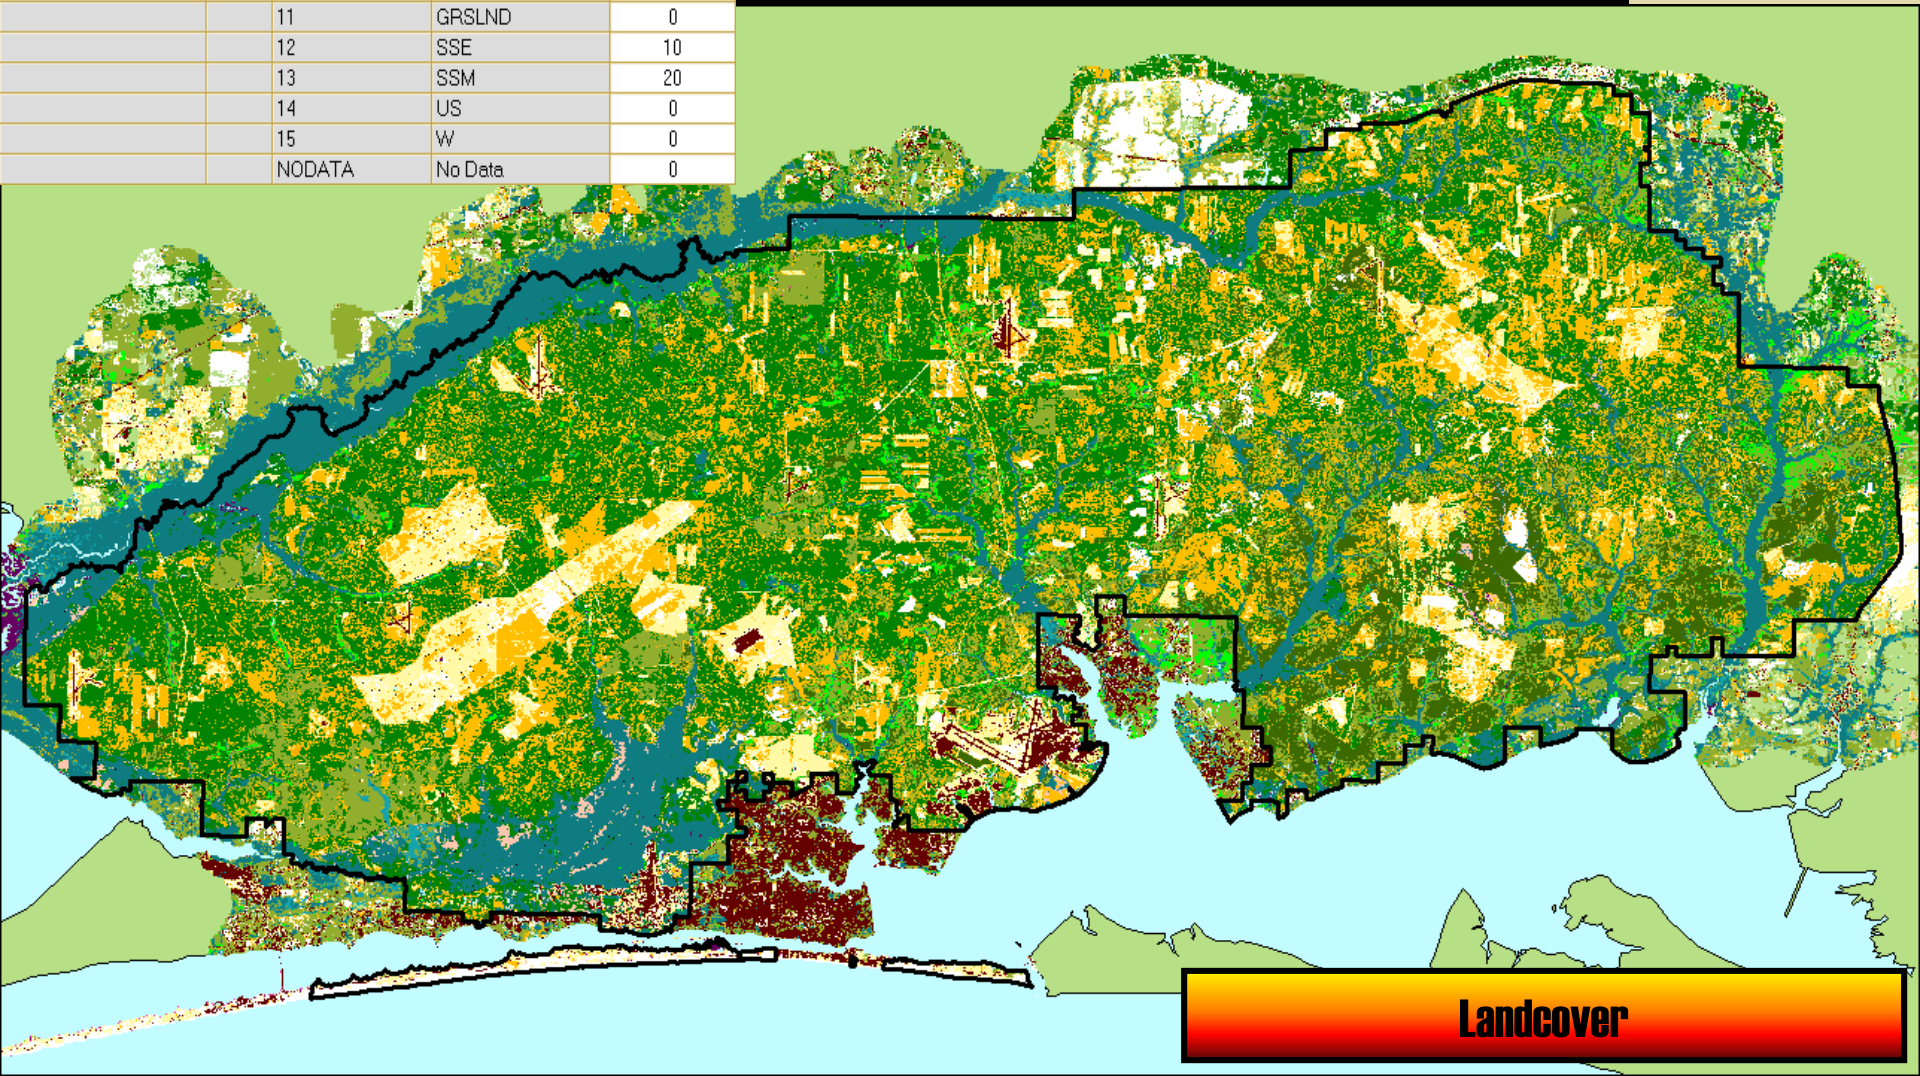 11 GRSLND 0
12 SSE 10
13 SSM 20
14 US 0
15 W 0
NODATA No Data 0
Landcover